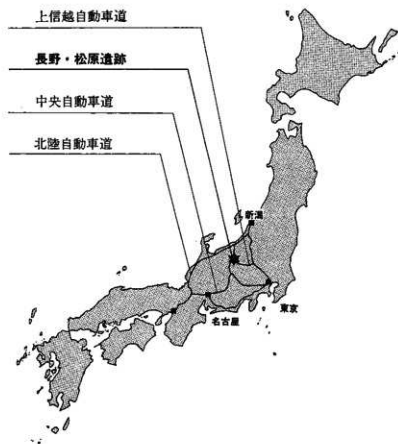 上信越自動車道
長野・松原遺跡
中央自動車道
北陸自動車道
新潟
東京
名古屋